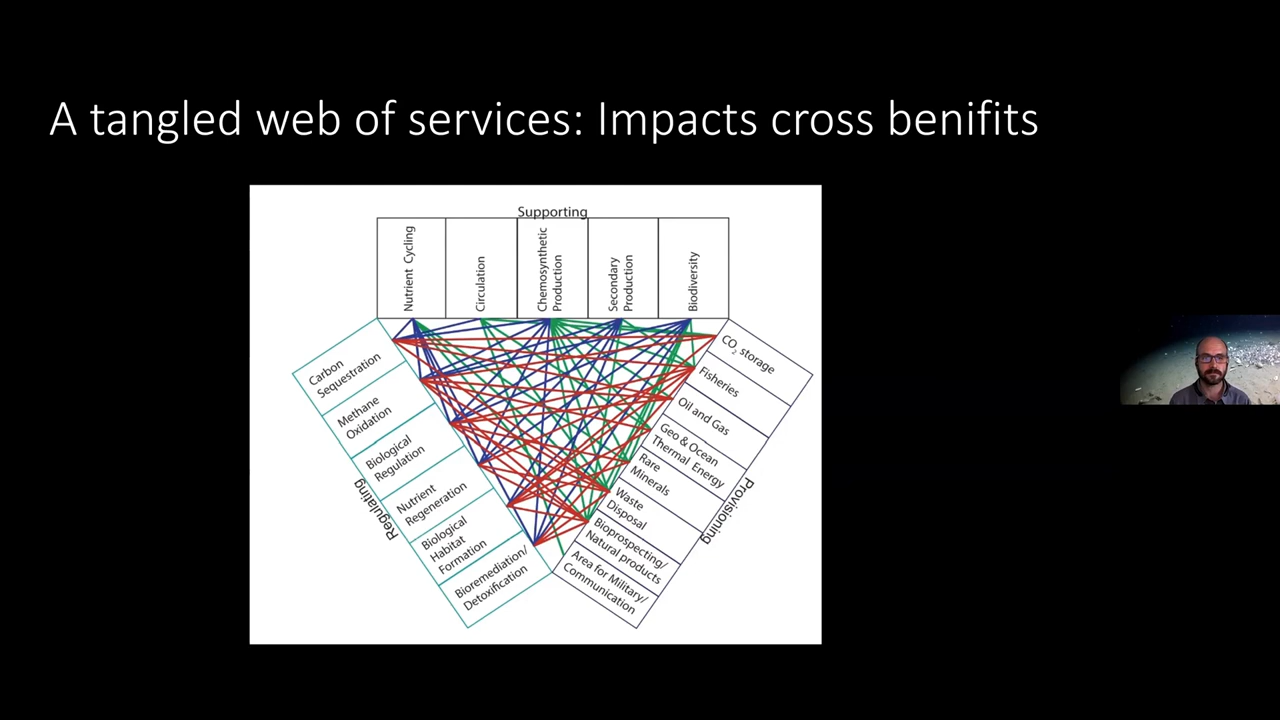 A tangled web of services: Impacts cross benifits
Supporting
Nutrient Cycling
Circulation
Chemosynthetic
Production
Secondary
Production
Biodiversity
Carbon
Sequestration
Methane
Oxidation
Biological
Regulation
Nutrient
Regeneration
Biological
Habitat
Formation
Bioremediation/
Detoxification
Regulating
CO2 storage
Fisheries
Oil and Gas
Geo & Ocean
Thermal Energy
Rare
Minerals
Waste
Disposal
Bioprospecting/
Natural products
Area for Military/
Communication
Provisioning